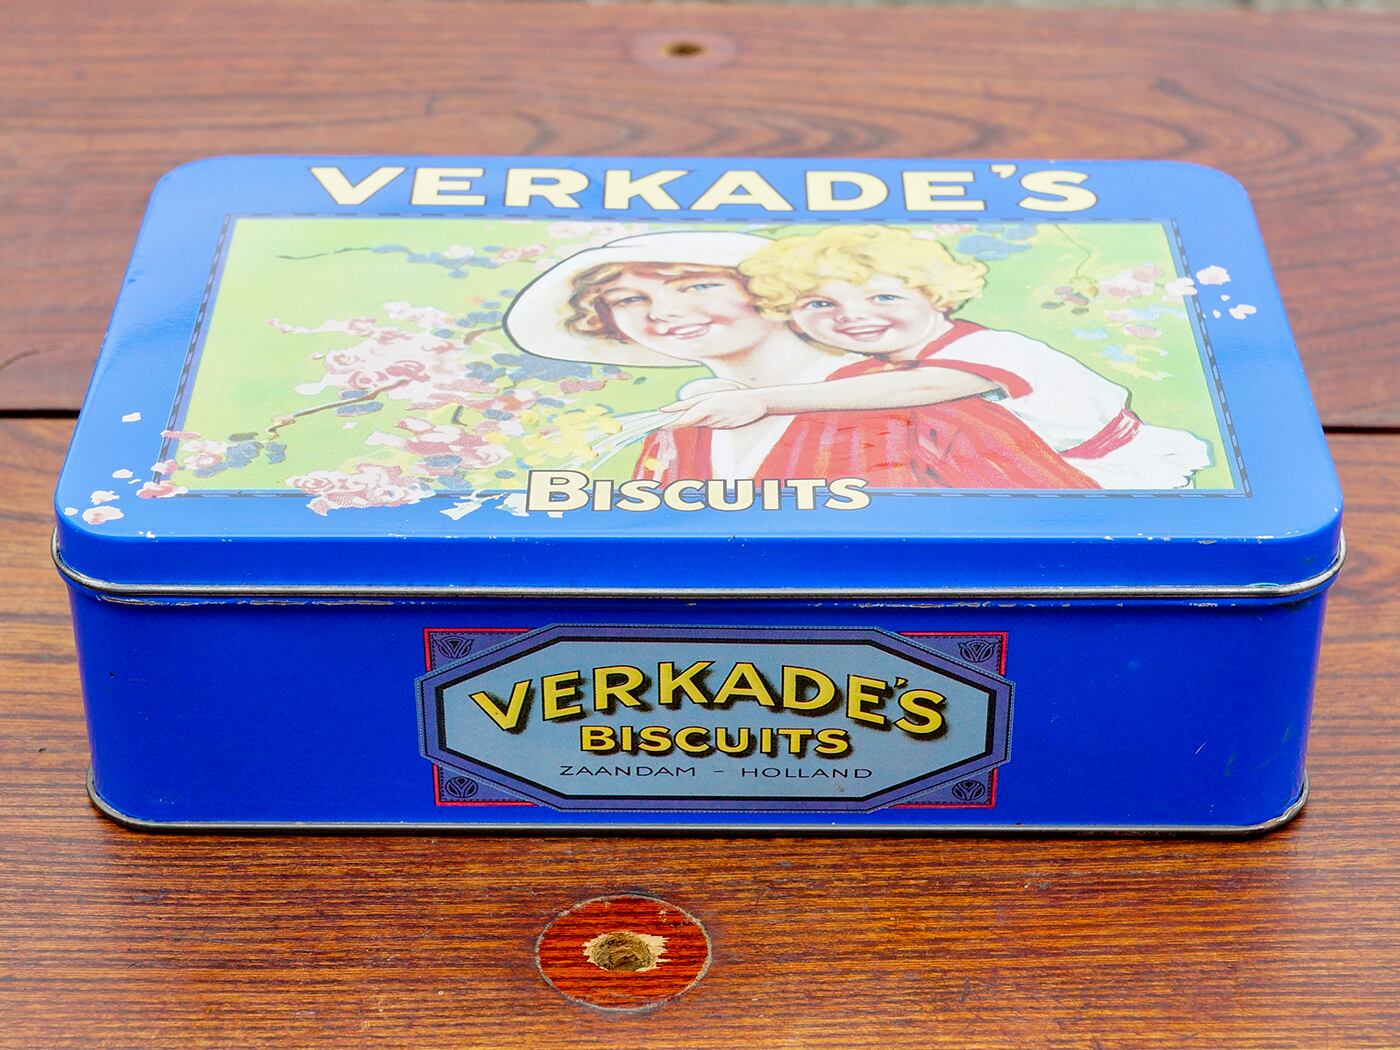 VERKADE'S
BISCUITS
VERKADE'S
BISCUITS
ZAANDAM - HOLLAND